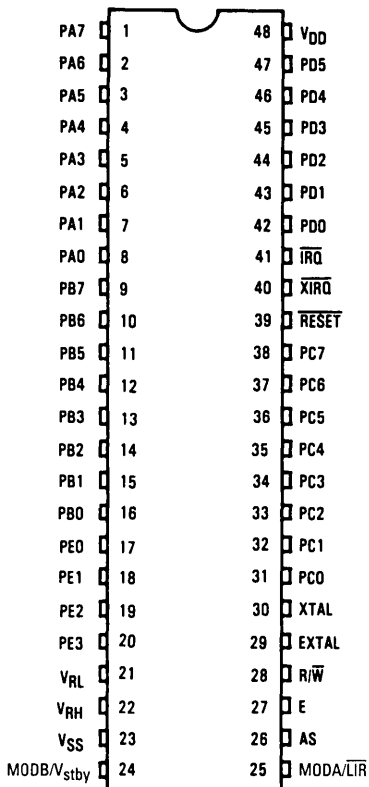 PA7 1 48 VDD
PA6 2 47 PD5
PA5 3 46 PD4
PA4 4 45 PD3
PA3 5 44 PD2
PA2 6 43 PD1
PA1 7 42 PD0
PA0 8 41 I̅R̅Q̅
PB7 9 40 X̅I̅R̅Q̅
PB6 10 39 R̅E̅S̅E̅T̅
PB5 11 38 PC7
PB4 12 37 PC6
PB3 13 36 PC5
PB2 14 35 PC4
PB1 15 34 PC3
PB0 16 33 PC2
PE0 17 32 PC1
PE1 18 31 PC0
PE2 19 30 XTAL
PE3 20 29 EXTAL
VRL 21 28 R/W̅
VRH 22 27 E
VSS 23 26 AS
MODB/Vstby 24 25 MODA/L̅I̅R̅